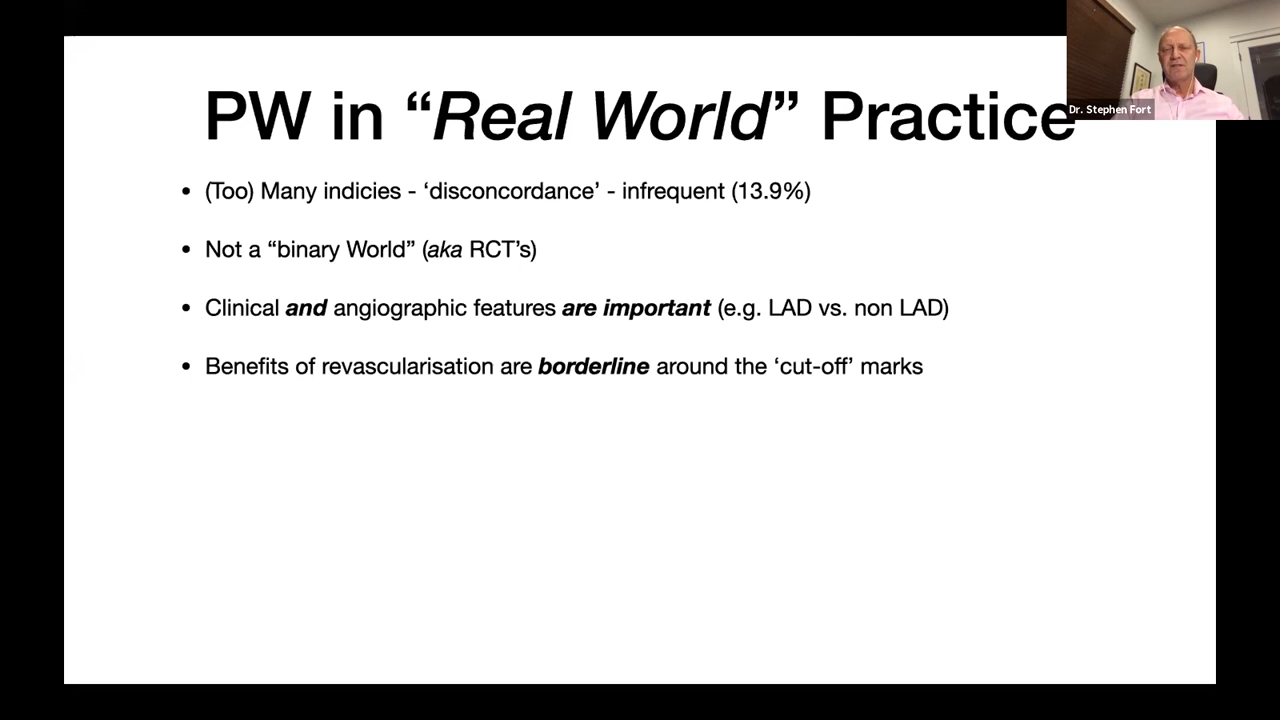 PW in “Real World” Practice
Dr. Stephen Fort
• (Too) Many indicies - ‘disconcordance’ - infrequent (13.9%)
• Not a “binary World” (aka RCT’s)
• Clinical and angiographic features are important (e.g. LAD vs. non LAD)
• Benefits of revascularisation are borderline around the ‘cut-off’ marks